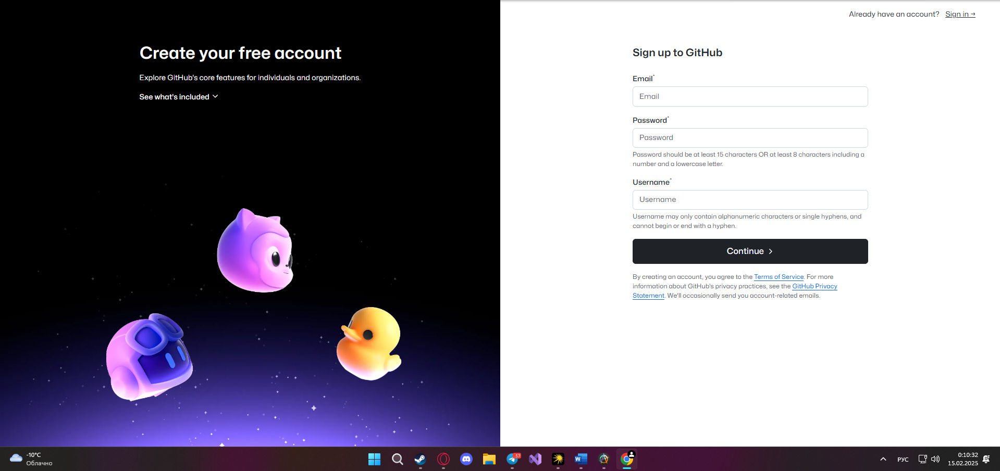 Already have an account? Sign in →
Create your free account
Explore GitHub's core features for individuals and organizations.
See what's included
Sign up to GitHub
Email*
Email
Password*
Password
Password should be at least 15 characters OR at least 8 characters including a
number and a lowercase letter.
Username*
Username
Username may only contain alphanumeric characters or single hyphens, and
cannot begin or end with a hyphen.
Continue
By creating an account, you agree to the Terms of Service. For more
information about GitHub's privacy practices, see the GitHub Privacy
Statement. We'll occasionally send you account-related emails.
-10°C
Облачно
57
W
РУС
0:10:32
15.02.2025